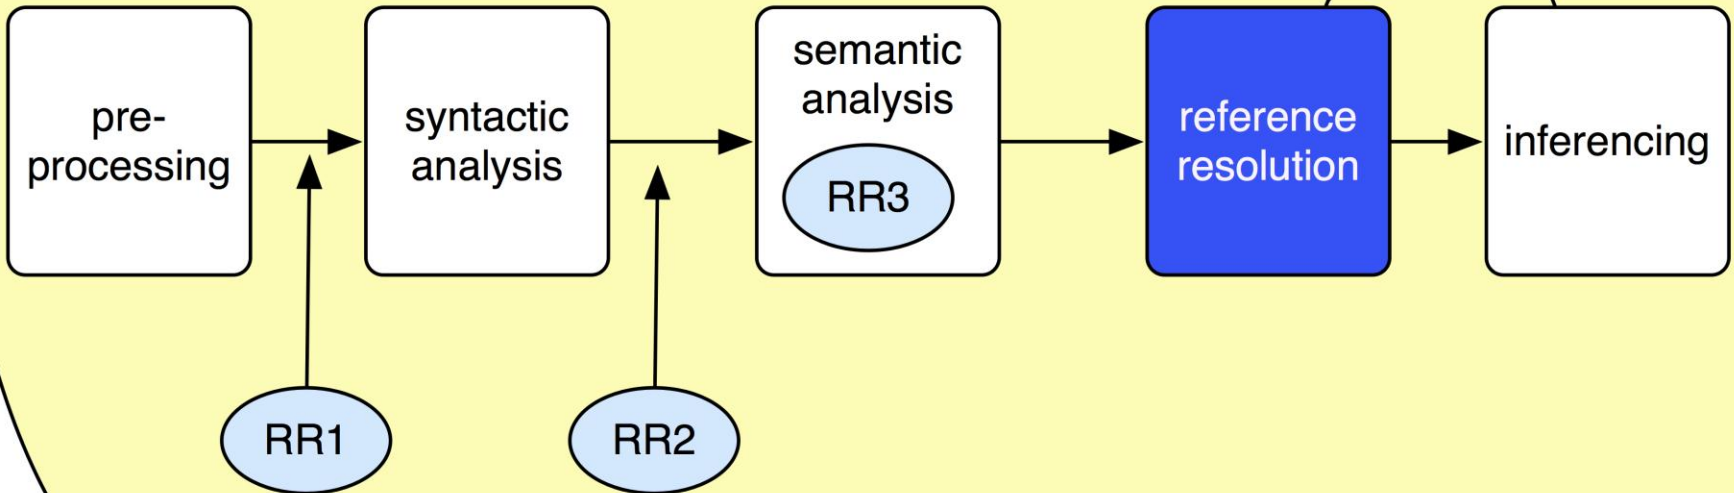 pre-
processing
syntactic
analysis
semantic
analysis
RR3
reference
resolution
inferencing
RR1
RR2